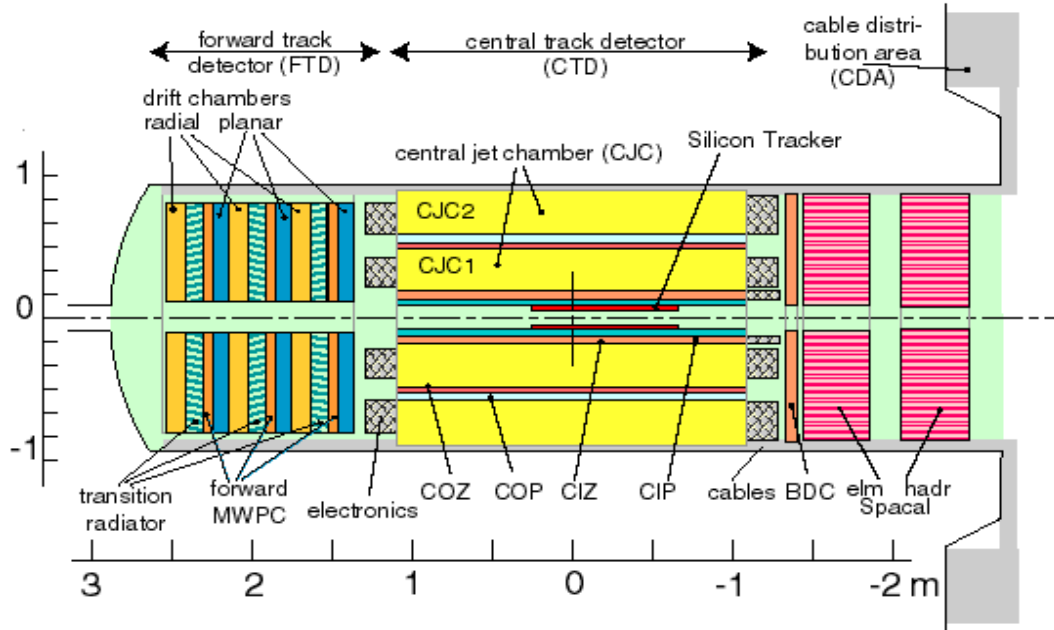 forward track
detector (FTD)
central track detector
(CTD)
cable distri-
bution area
(CDA)
drift chambers
radial planar
central jet chamber (CJC)
Silicon Tracker
1
CJC2
CJC1
0
-1
transition
radiator
forward
MWPC
electronics
COZ
COP
CIZ
CIP
cables
BDC
elm hadr
Spacal
3 2 1 0 -1 -2 m